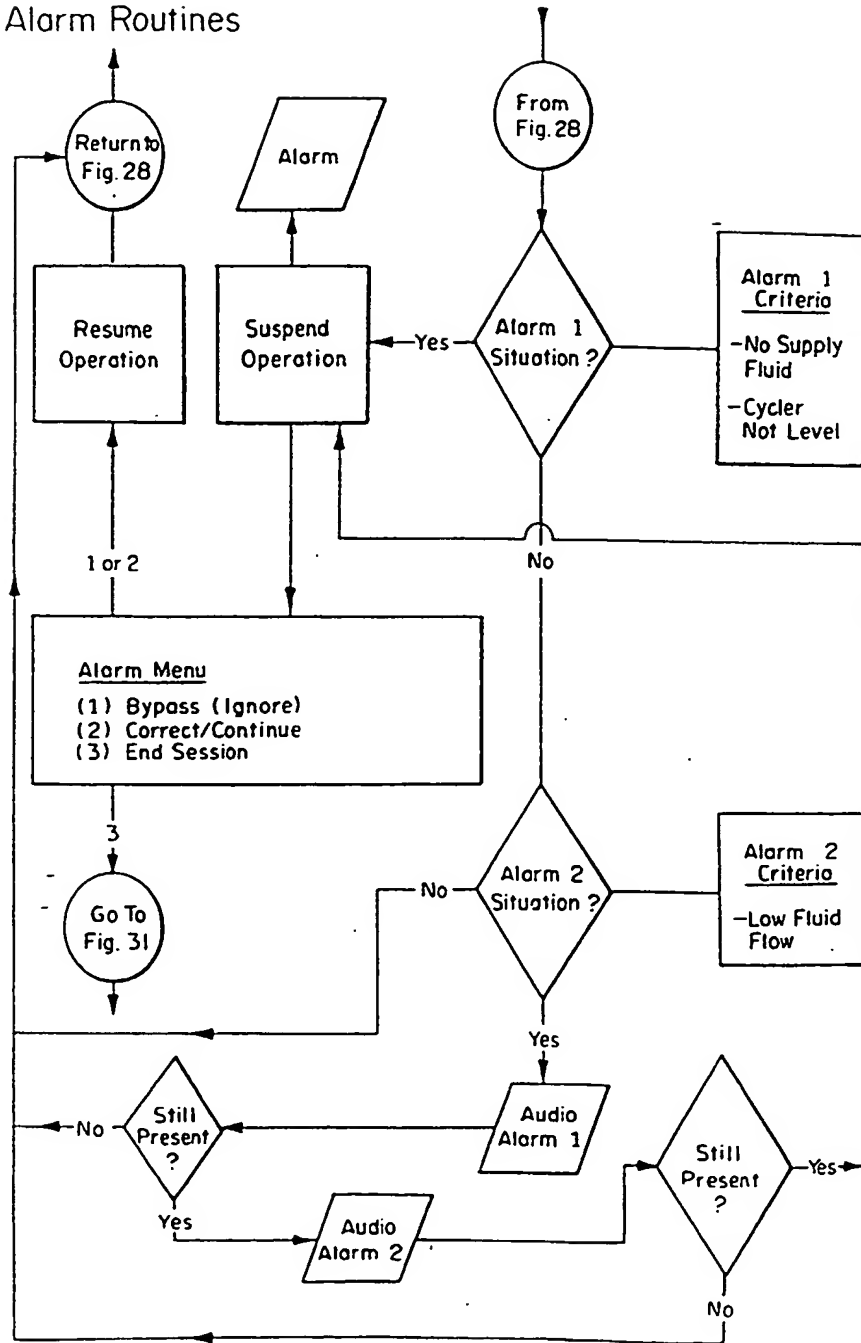 Alarm Routines
Return to
Fig. 28
Alarm
From
Fig. 28
Resume
Operation
Suspend
Operation
Yes
Alarm 1
Situation ?
Alarm 1
Criteria
-No Supply
Fluid
-Cycler
Not Level
1 or 2
No
Alarm Menu
(1) Bypass (Ignore)
(2) Correct/Continue
(3) End Session
3
Go To
Fig. 31
No
Alarm 2
Situation ?
Alarm 2
Criteria
-Low Fluid
Flow
Yes
No
Still
Present
?
Audio
Alarm 1
Still
Present
?
Yes
Yes
Audio
Alarm 2
No